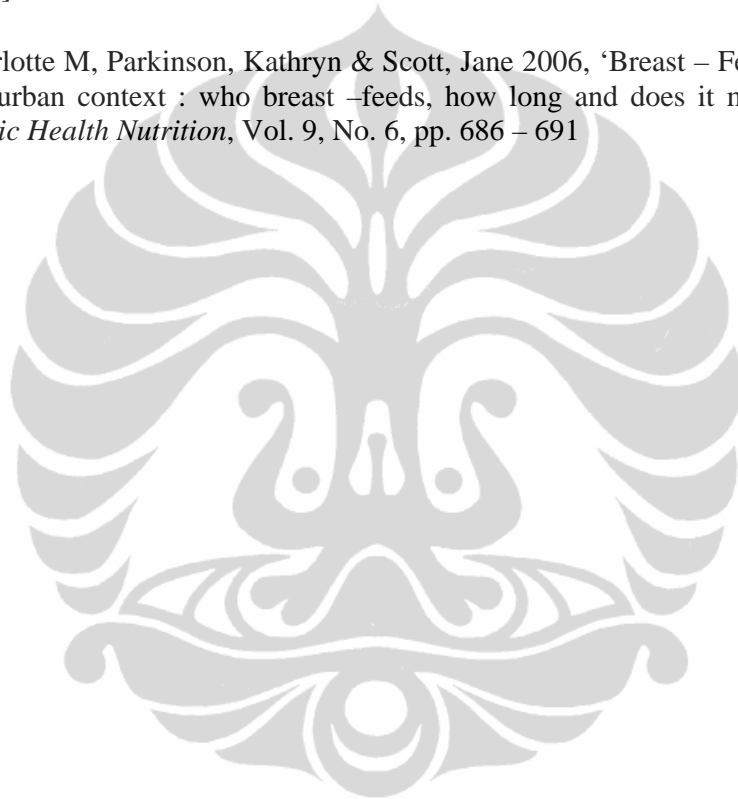 rlotte M, Parkinson, Kathryn & Scott, Jane 2006, ‘Breast – Fe
urban context : who breast –feeds, how long and does it m
ic Health Nutrition, Vol. 9, No. 6, pp. 686 – 691